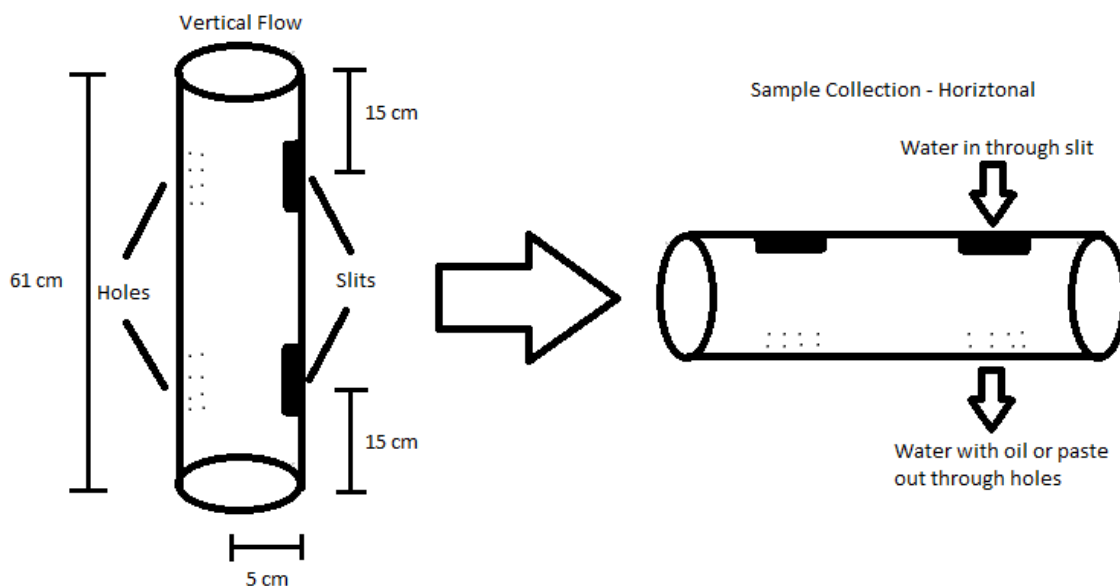 Vertical Flow
15 cm
61 cm
Holes
Slits
15 cm
5 cm
Sample Collection - Horiztonal
Water in through slit
Water with oil or paste
out through holes